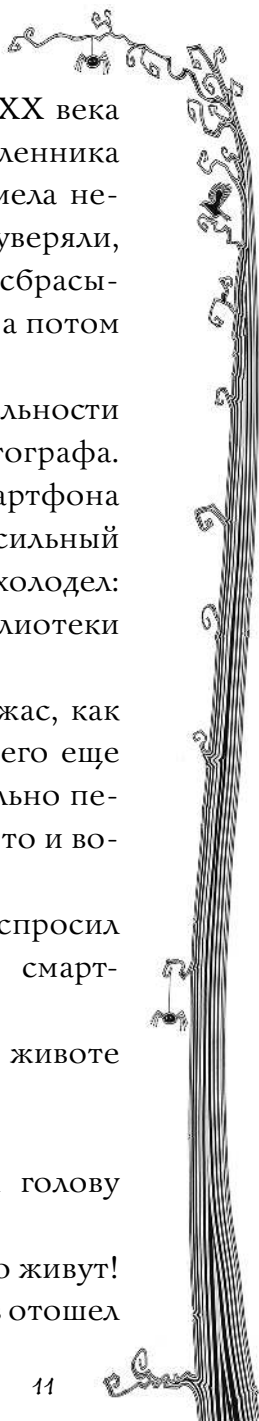 XX века
ленника
мела не-
уверяли,
сбрасы-
а потом
льности
тографа.
артфона
сильный
холодел:
лиотеки
жас, как
его еще
льно пе-
то и во-
спросил
смарт-
животе
голову
о живут!
отошел
11